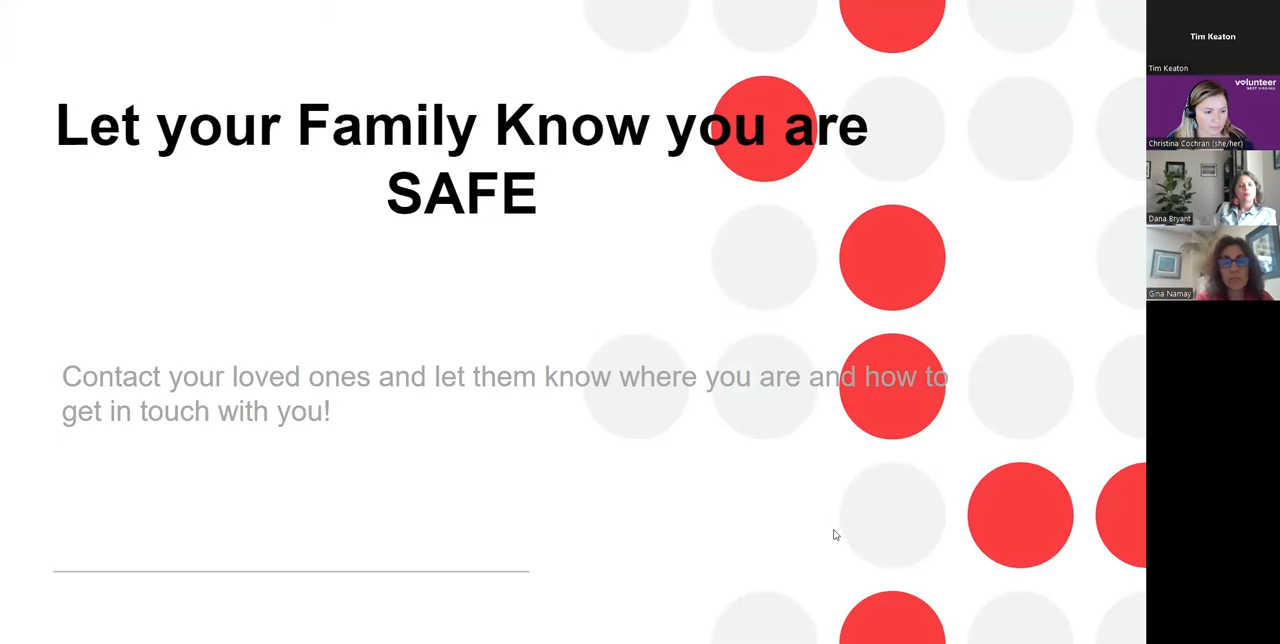 Let your Family Know you are
SAFE
Contact your loved ones and let them know where you are and how to
get in touch with you!
Tim Keaton
Tim Keaton
volunteer
WEST VIRGINIA
Christina Cochran (she/her)
Dana Bryant
Gina Namay